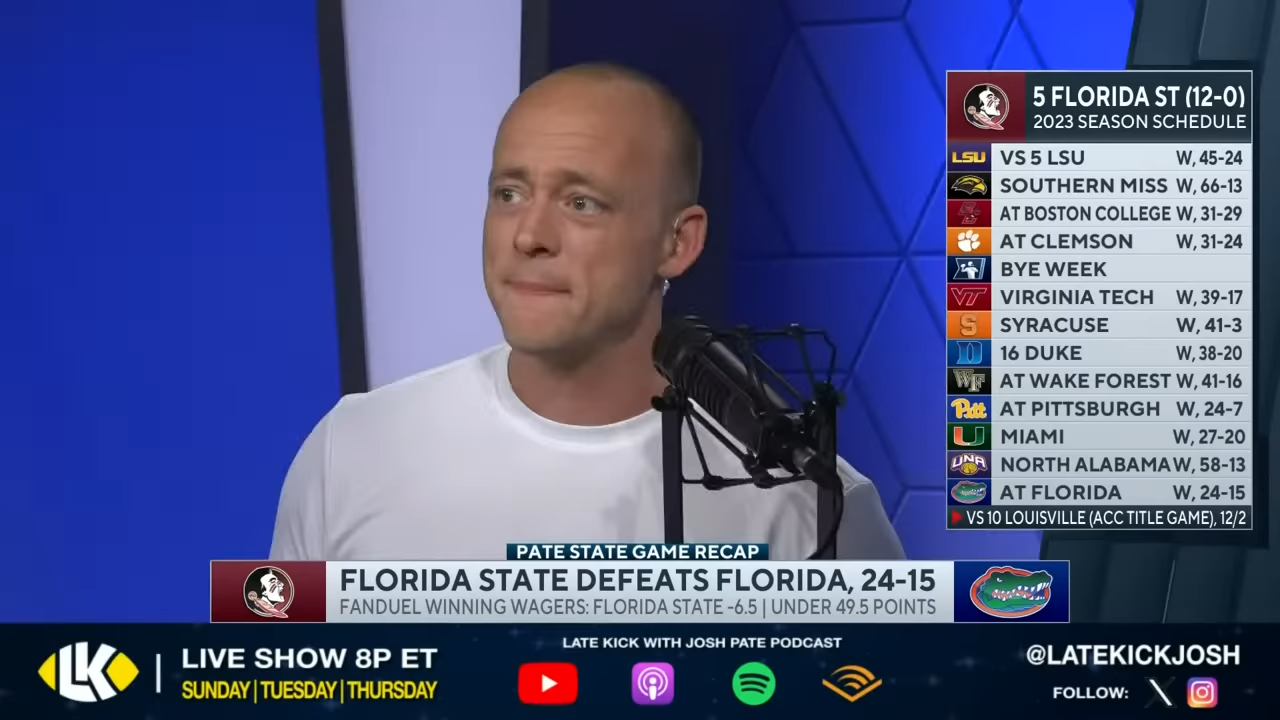 5 FLORIDA ST (12-0)
2023 SEASON SCHEDULE
LSU VS 5 LSU W, 45-24
SOUTHERN MISS W, 66-13
AT BOSTON COLLEGE W, 31-29
AT CLEMSON W, 31-24
BYE WEEK
VT VIRGINIA TECH W, 39-17
S SYRACUSE W, 41-3
D 16 DUKE W, 38-20
WF AT WAKE FOREST W, 41-16
Pitt AT PITTSBURGH W, 24-7
U MIAMI W, 27-20
UNA NORTH ALABAMA W, 58-13
AT FLORIDA W, 24-15
VS 10 LOUISVILLE (ACC TITLE GAME), 12/2
PATE STATE GAME RECAP
FLORIDA STATE DEFEATS FLORIDA, 24-15
FANDUEL WINNING WAGERS: FLORIDA STATE -6.5 | UNDER 49.5 POINTS
LK
LIVE SHOW 8P ET
SUNDAY | TUESDAY | THURSDAY
LATE KICK WITH JOSH PATE PODCAST
@LATEKICKJOSH
FOLLOW: